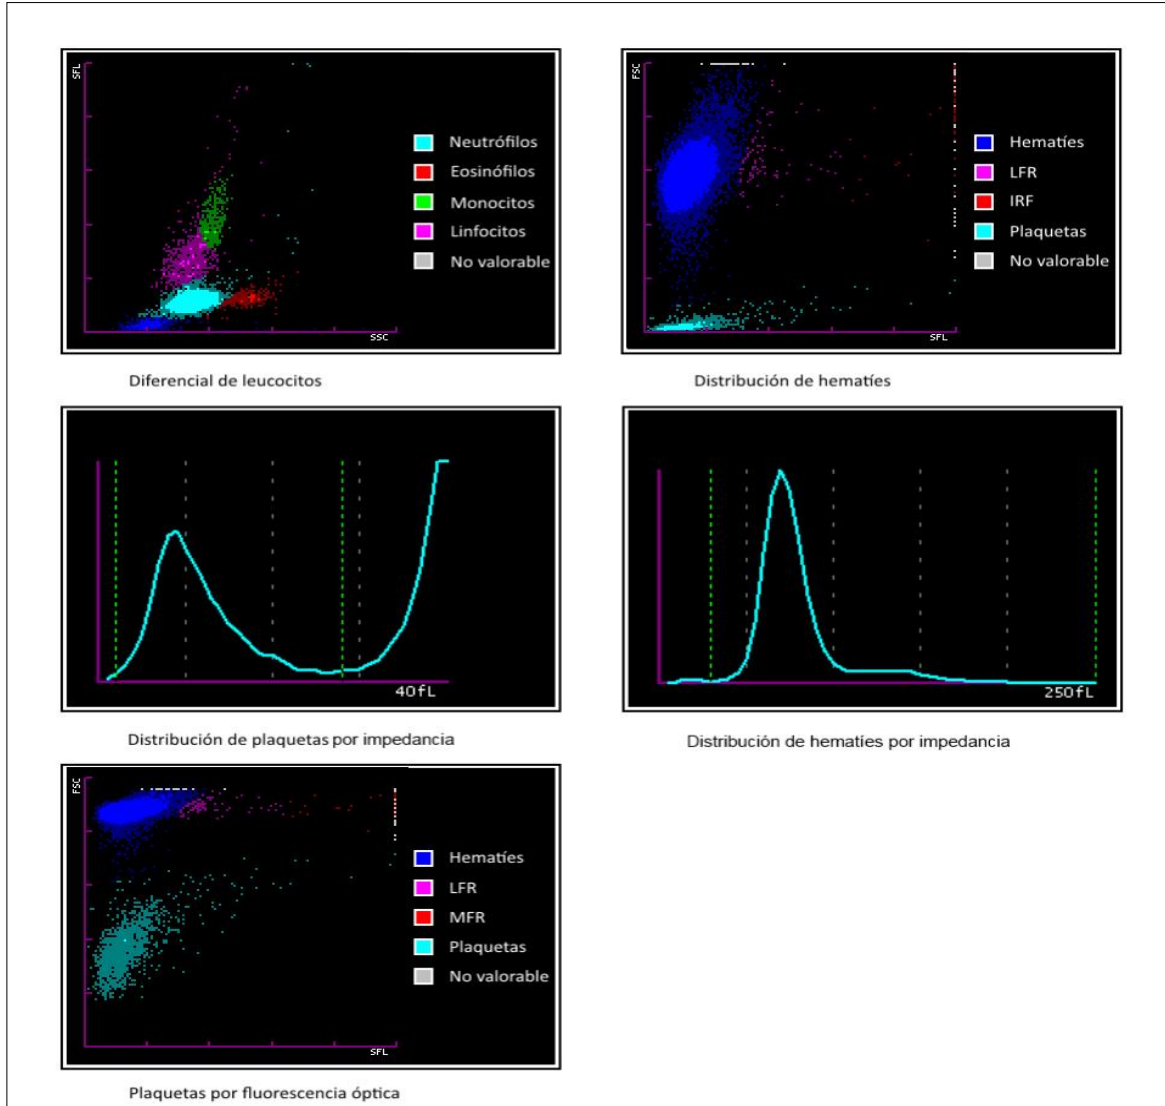 SFL
Neutrófilos
Eosinófilos
Monocitos
Linfocitos
No valorable
SSC
Diferencial de leucocitos
FSC
Hematíes
LFR
IRF
Plaquetas
No valorable
SFL
Distribución de hematíes
40fL
Distribución de plaquetas por impedancia
250fL
Distribución de hematíes por impedancia
FSC
Hematíes
LFR
MFR
Plaquetas
No valorable
SFL
Plaquetas por fluorescencia óptica